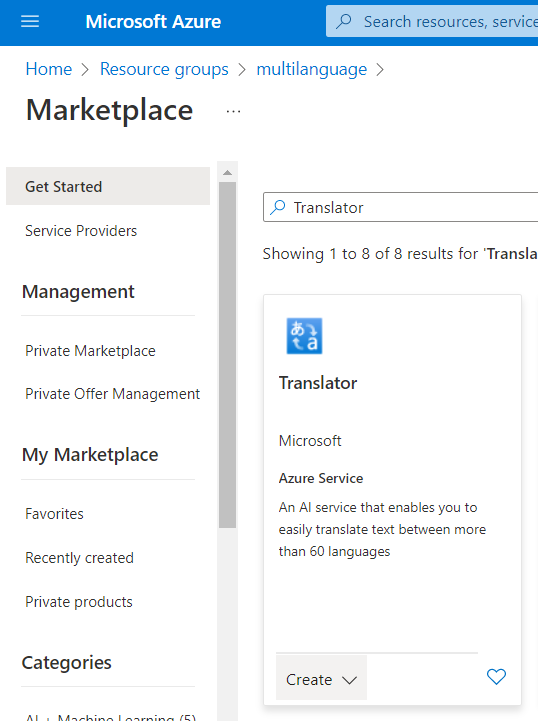 Microsoft Azure
Search resources, service
Home > Resource groups > multilanguage >
Marketplace ...
Get Started
Service Providers
Management
Private Marketplace
Private Offer Management
My Marketplace
Favorites
Recently created
Private products
Categories
AI + Machine Learning (5)
Translator
Showing 1 to 8 of 8 results for 'Transla
あ a
Translator
Microsoft
Azure Service
An AI service that enables you to
easily translate text between more
than 60 languages
Create